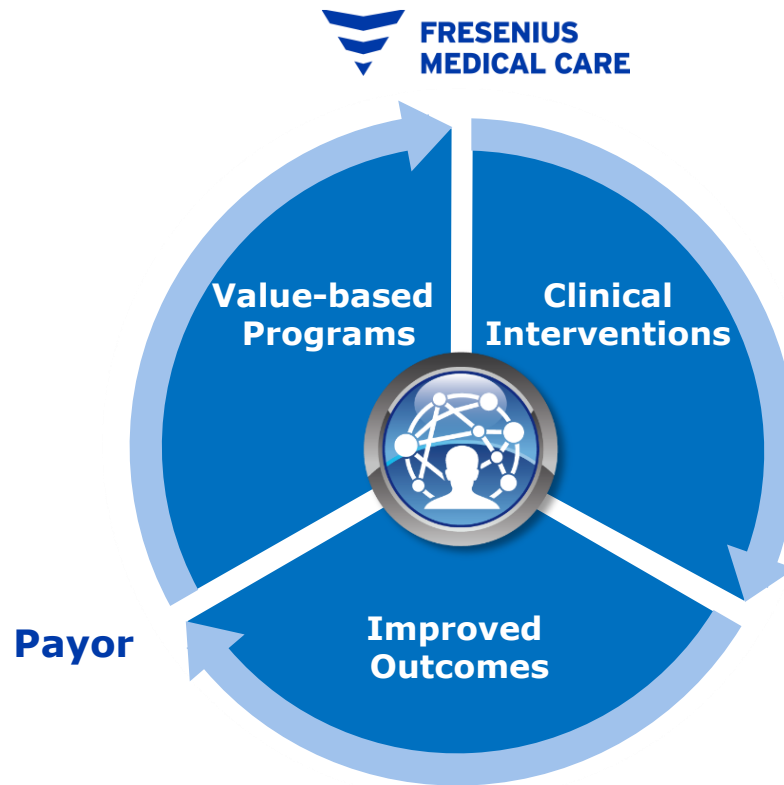 FRESENIUS
MEDICAL CARE
Value-based
Programs
Clinical
Interventions
Improved
Outcomes
Payor